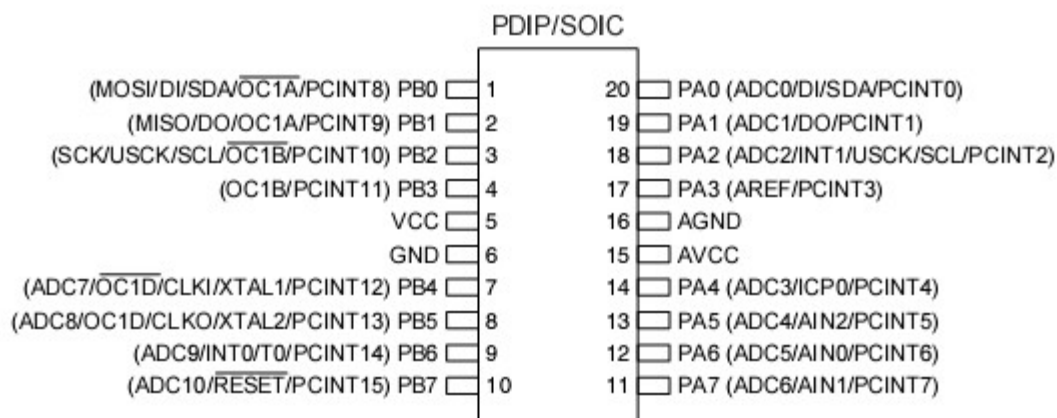 PDIP/SOIC
(MOSI/DI/SDA/OC1A/PCINT8) PB0 1 20 PA0 (ADC0/DI/SDA/PCINT0)
(MISO/DO/OC1A/PCINT9) PB1 2 19 PA1 (ADC1/DO/PCINT1)
(SCK/USCK/SCL/OC1B/PCINT10) PB2 3 18 PA2 (ADC2/INT1/USCK/SCL/PCINT2)
(OC1B/PCINT11) PB3 4 17 PA3 (AREF/PCINT3)
VCC 5 16 AGND
GND 6 15 AVCC
(ADC7/OC1D/CLKI/XTAL1/PCINT12) PB4 7 14 PA4 (ADC3/ICP0/PCINT4)
(ADC8/OC1D/CLKO/XTAL2/PCINT13) PB5 8 13 PA5 (ADC4/AIN2/PCINT5)
(ADC9/INT0/T0/PCINT14) PB6 9 12 PA6 (ADC5/AIN0/PCINT6)
(ADC10/RESET/PCINT15) PB7 10 11 PA7 (ADC6/AIN1/PCINT7)